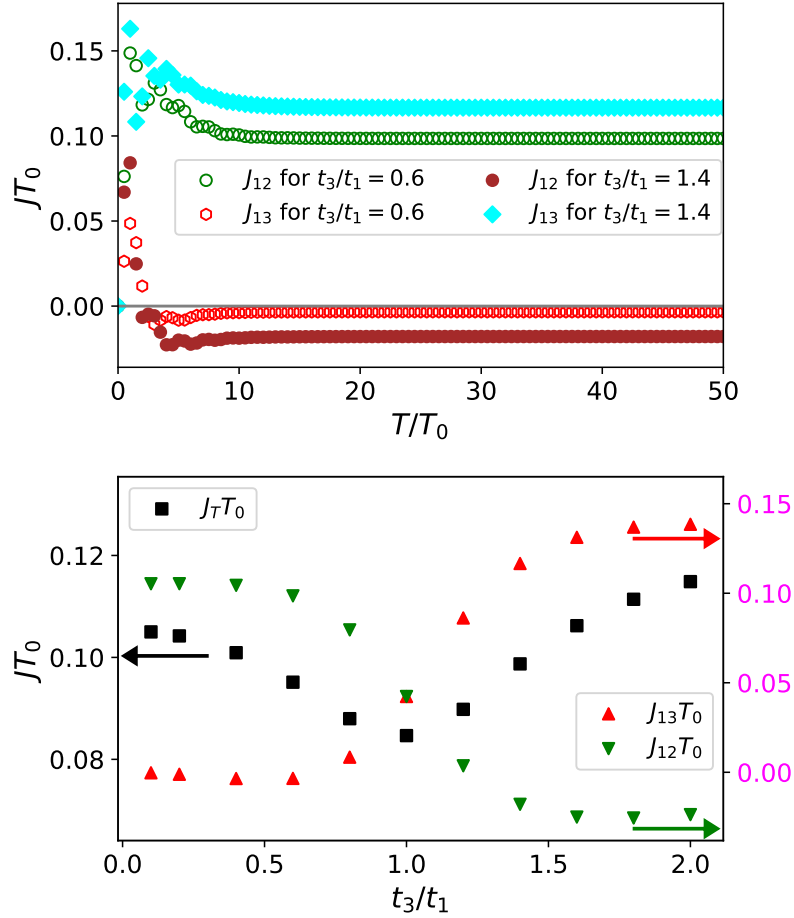 0.15
0.10
0.05
0.00
JT₀
J₁₂ for t₃/t₁ = 0.6
J₁₃ for t₃/t₁ = 0.6
J₁₂ for t₃/t₁ = 1.4
J₁₃ for t₃/t₁ = 1.4
0 10 20 30 40 50
T/T₀
J_T T₀
0.12
0.10
0.08
JT₀
0.15
0.10
0.05
0.00
J₁₃T₀
J₁₂T₀
0.0 0.5 1.0 1.5 2.0
t₃/t₁